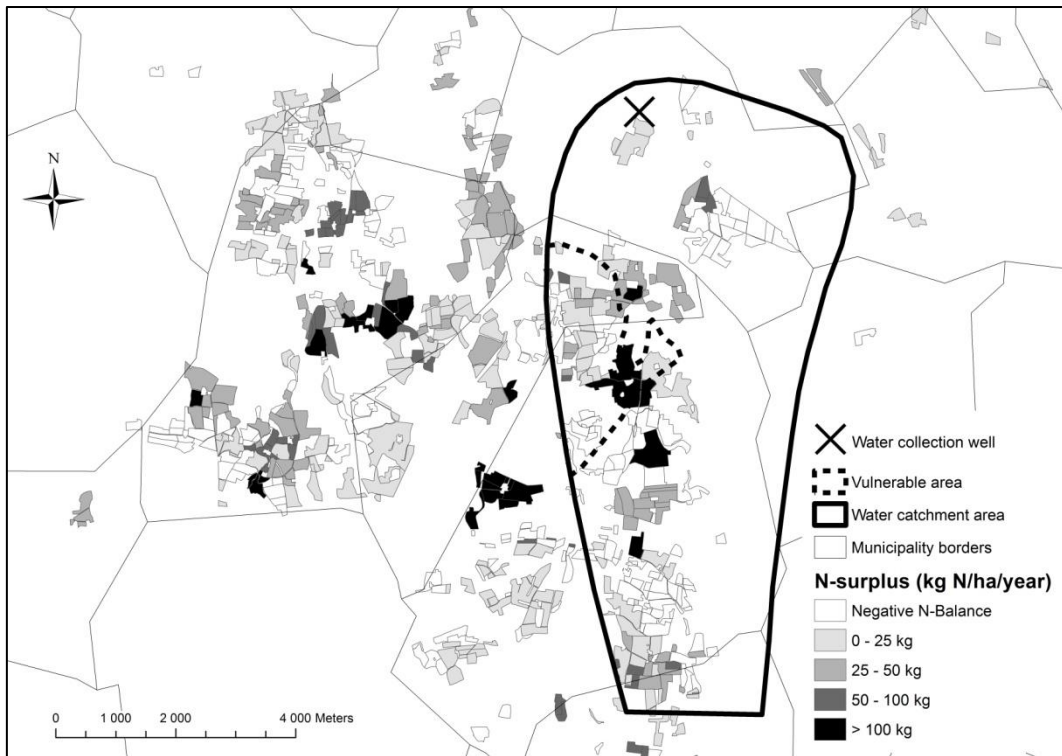 N
Water collection well
Vulnerable area
Water catchment area
Municipality borders
N-surplus (kg N/ha/year)
Negative N-Balance
0 - 25 kg
25 - 50 kg
50 - 100 kg
> 100 kg
0 1 000 2 000 4 000 Meters